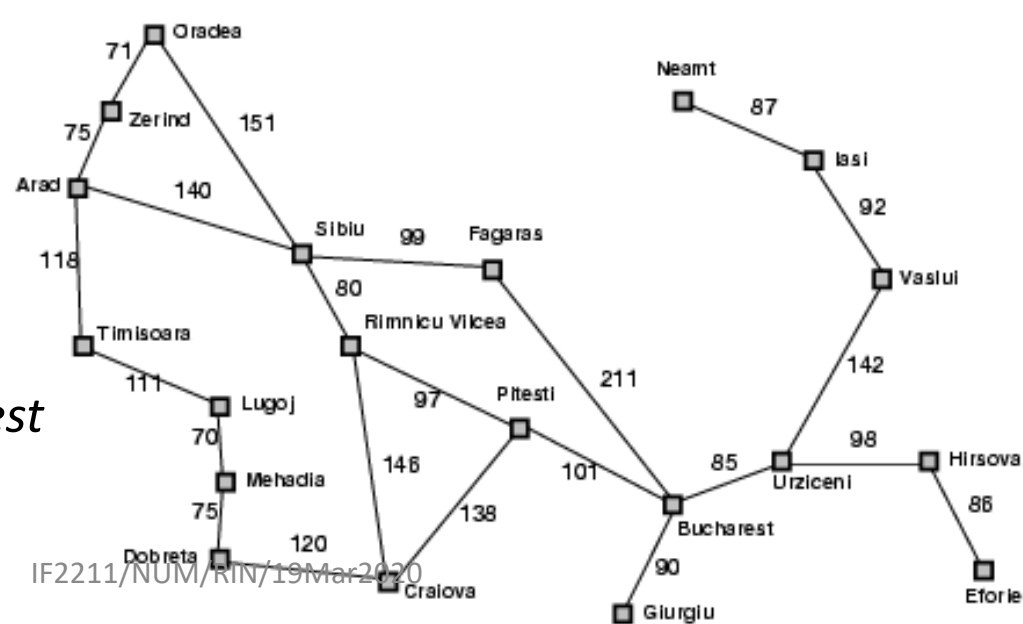 Oradea
71
Neamt
87
Zerind
75
151
Iasi
Arad
140
92
Sibiu
99
Fagaras
118
Vaslui
80
Rimnicu Vilcea
Timisoara
142
211
111
Lugoj
97
Pitesti
est
70
98
146
85
Hirsova
101
Urziceni
Mehadia
75
138
86
Bucharest
120
Dobreta
90
IF2211/NUM/RIN/19Mar2020
Craiova
Eforie
Giurgiu